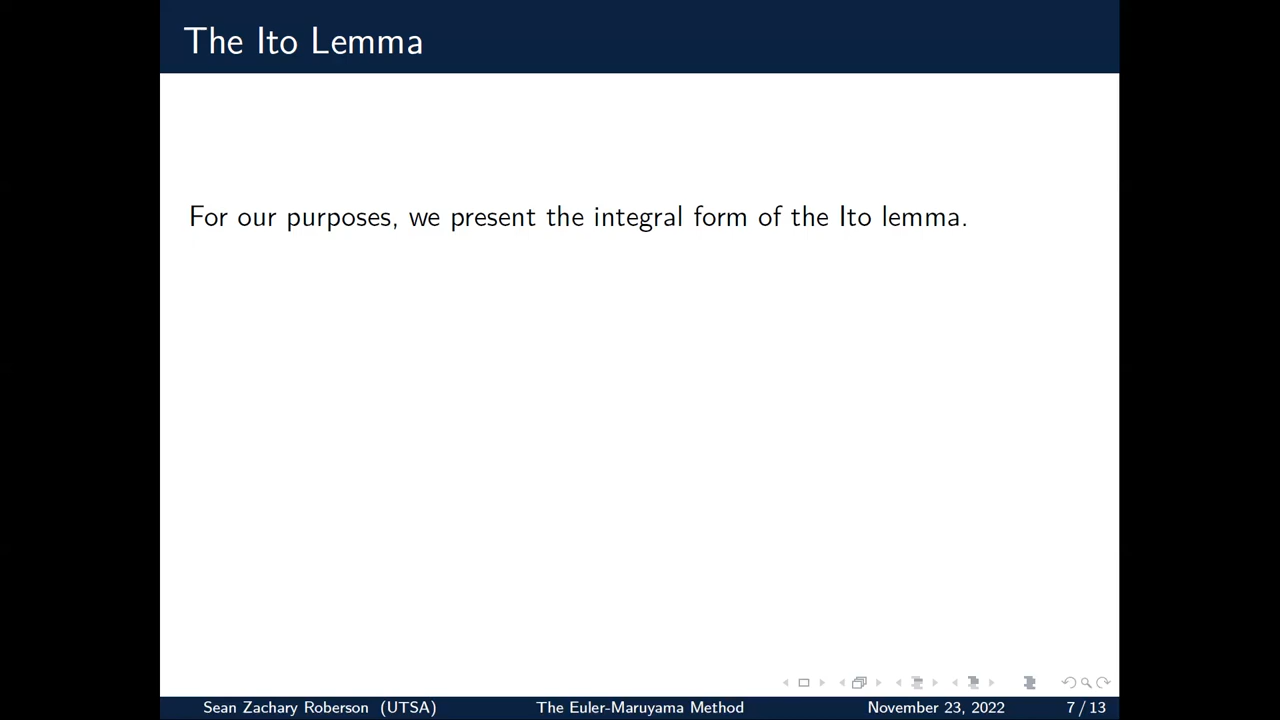 The Ito Lemma
For our purposes, we present the integral form of the Ito lemma.
Sean Zachary Roberson (UTSA) The Euler-Maruyama Method November 23, 2022 7 / 13